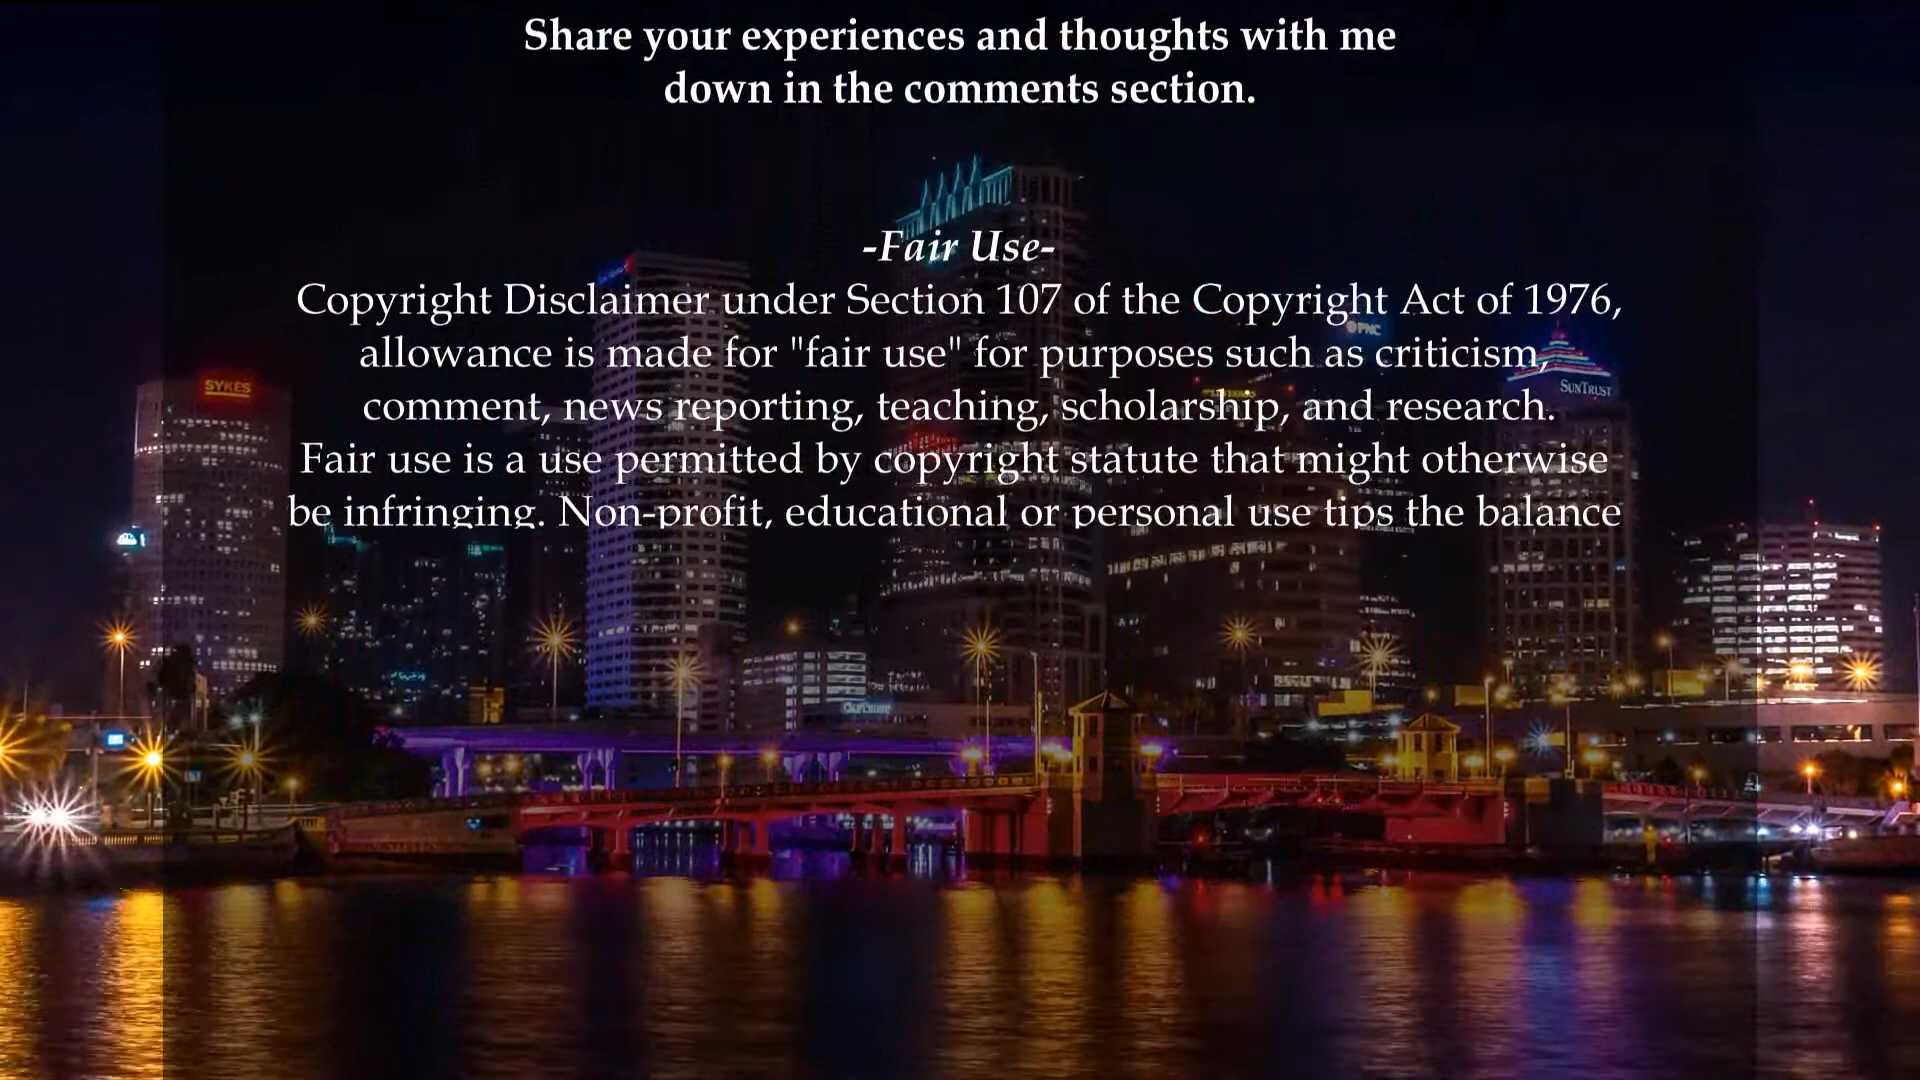 Share your experiences and thoughts with me
down in the comments section.
-Fair Use-
Copyright Disclaimer under Section 107 of the Copyright Act of 1976,
allowance is made for "fair use" for purposes such as criticism,
comment, news reporting, teaching, scholarship, and research.
Fair use is a use permitted by copyright statute that might otherwise
be infringing. Non-profit, educational or personal use tips the balance
PNC
SYKES
SUNTRUST